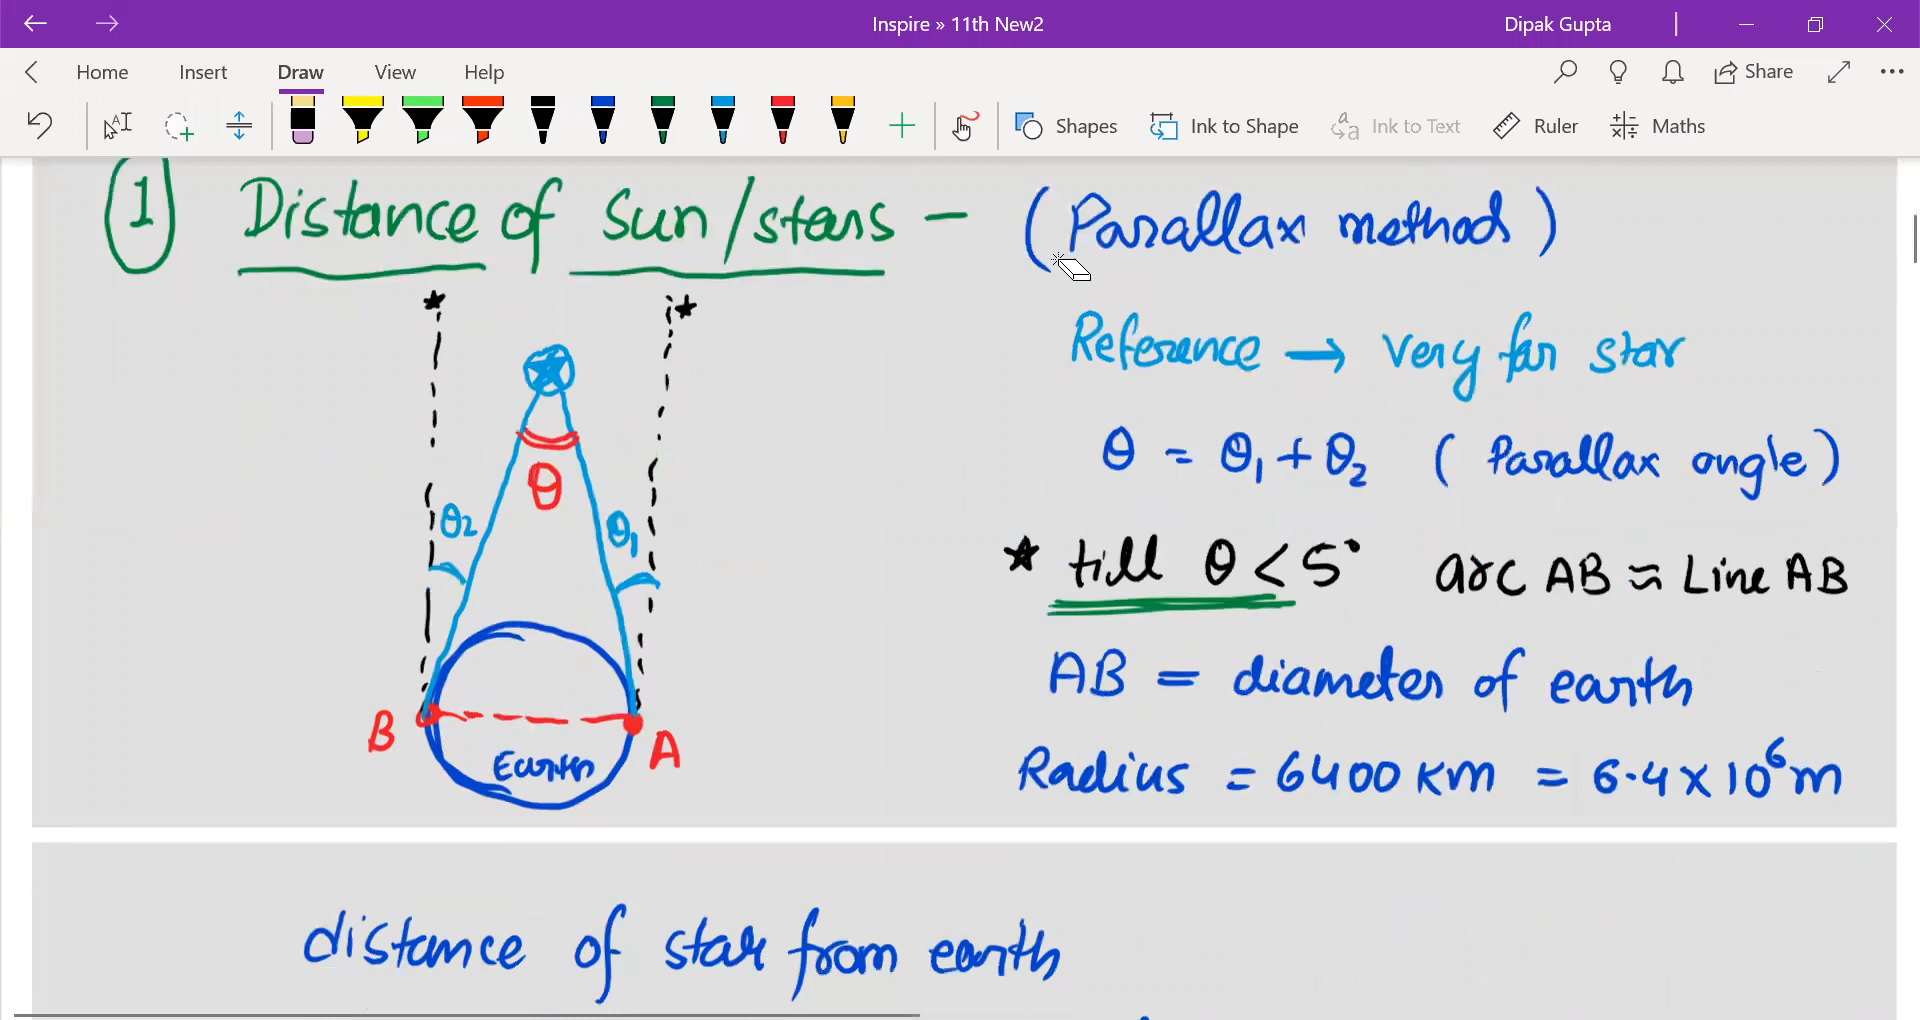 Inspire » 11th New2
Dipak Gupta
Home Insert Draw View Help
Share
Shapes Ink to Shape Ink to Text Ruler Maths
1 Distance of Sun/stars - (Parallax method)
Reference → Very far star
θ = θ₁ + θ₂ (Parallax angle)
* till θ < 5° arc AB ≈ Line AB
AB = diameter of earth
Radius = 6400 KM = 6.4 x 10⁶ m
θ
θ₂
θ₁
B
A
Earth
distance of star from earth